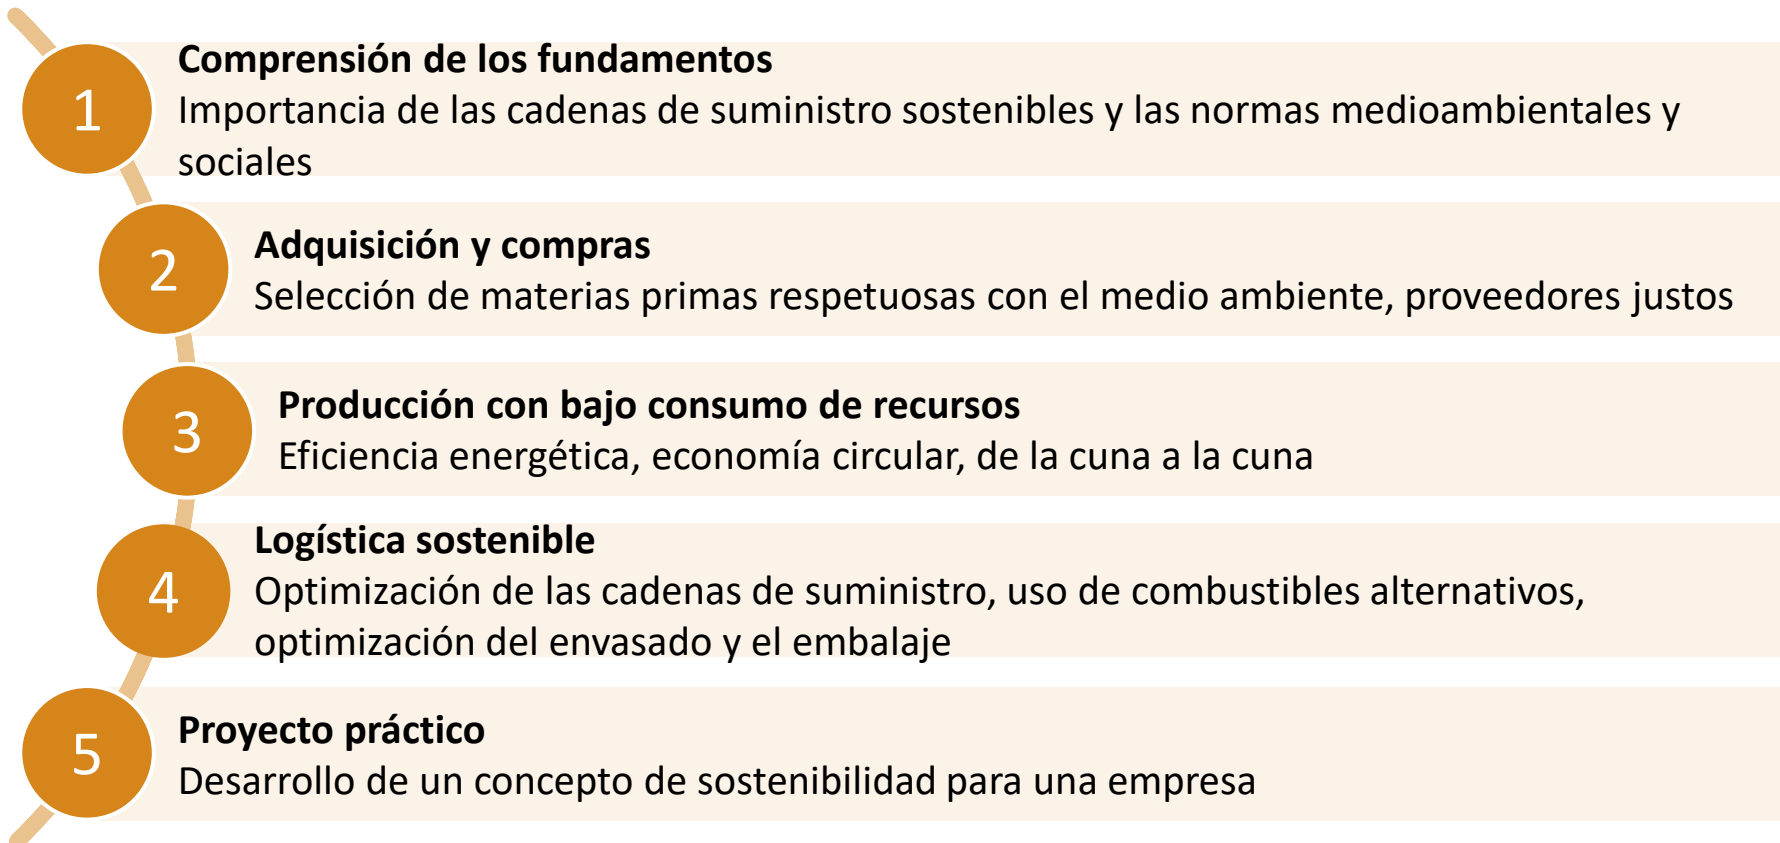 1
Comprensión de los fundamentos
Importancia de las cadenas de suministro sostenibles y las normas medioambientales y
sociales
2
Adquisición y compras
Selección de materias primas respetuosas con el medio ambiente, proveedores justos
3
Producción con bajo consumo de recursos
Eficiencia energética, economía circular, de la cuna a la cuna
4
Logística sostenible
Optimización de las cadenas de suministro, uso de combustibles alternativos,
optimización del envasado y el embalaje
5
Proyecto práctico
Desarrollo de un concepto de sostenibilidad para una empresa